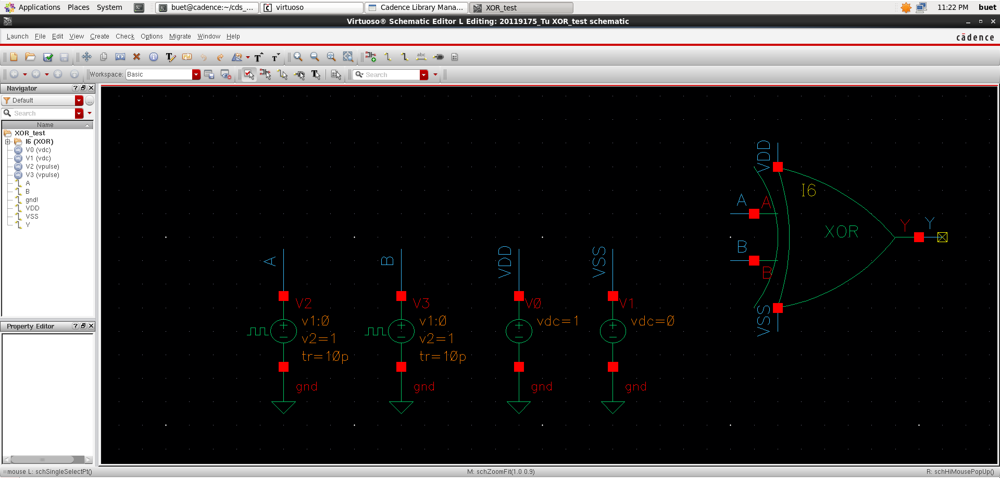 Applications Places System buet@cadence:~/cds_... virtuoso Cadence Library Mana... XOR_test 11:22 PM buet
Virtuoso® Schematic Editor L Editing: 20119175_Tu XOR_test schematic
Launch File Edit View Create Check Options Migrate Window Help cādence
abc
Workspace: Basic Search
Navigator
Default
Search
Name
XOR_test
I6 (XOR)
V0 (vdc)
V1 (vdc)
V2 (vpulse)
V3 (vpulse)
A
B
gnd!
VDD
VSS
Y
Property Editor
A
V2
v1:0
v2=1
tr=10p
gnd
B
V3
v1:0
v2=1
tr=10p
gnd
VDD
V0
vdc=1
gnd
VSS
V1
vdc=0
gnd
VDD
I6
A A
XOR
Y Y
B
B
VSS
mouse L: schSingleSelectPt() M: schZoomFit(1.0 0.9) R: schHiMousePopUp()